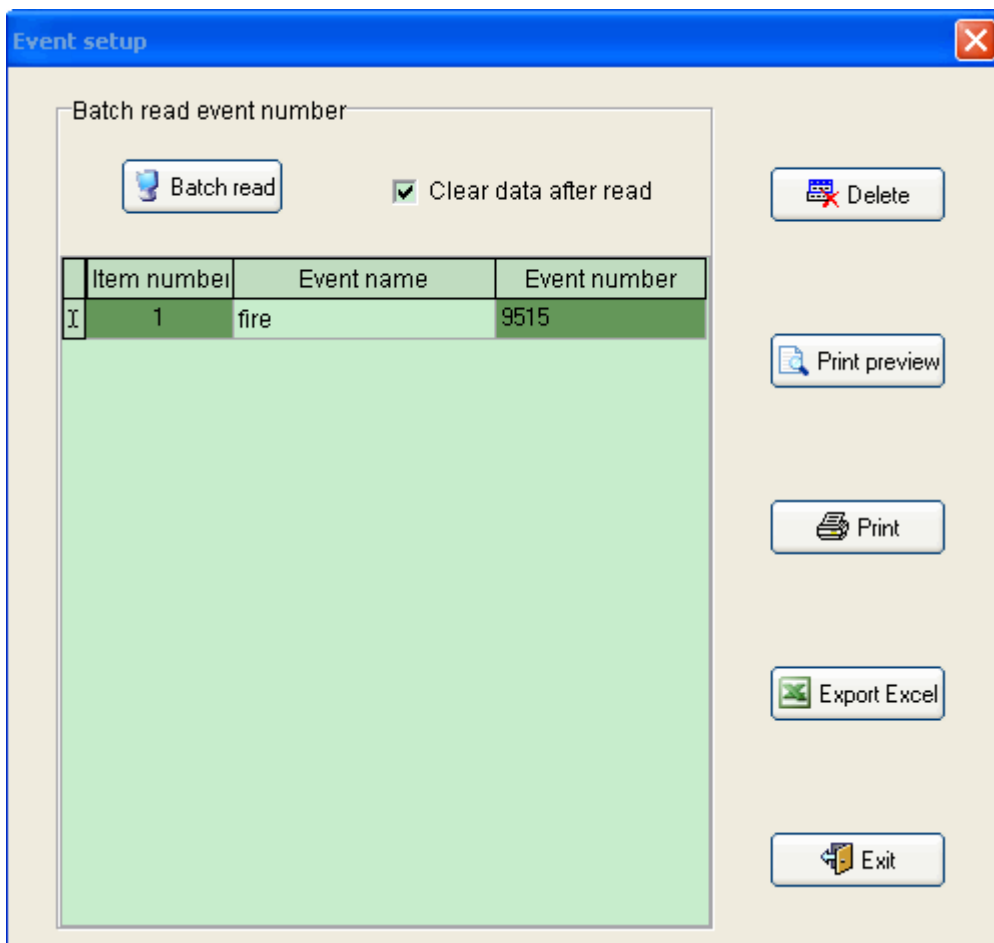 Event setup
Batch read event number
Batch read
Clear data after read
Delete
Item number Event name Event number
1 fire 9515
Print preview
Print
Export Excel
Exit